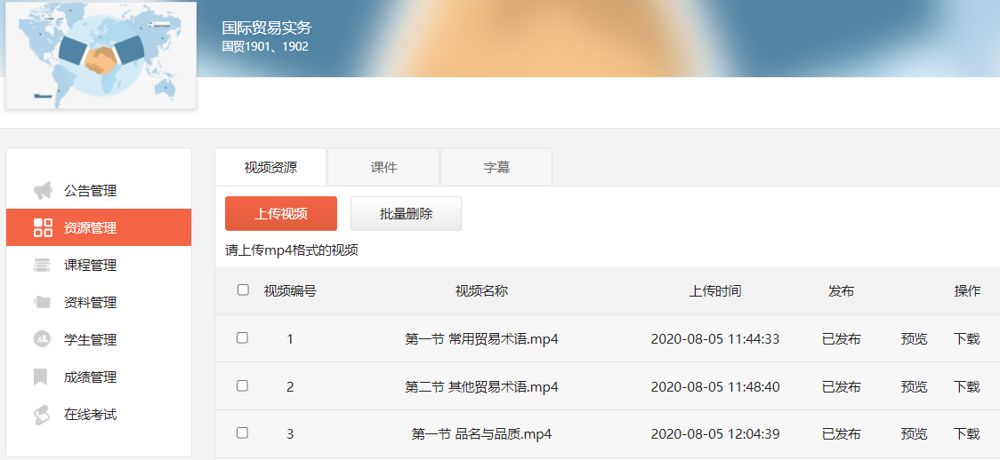 国际贸易实务
国贸1901、1902
公告管理
资源管理
课程管理
资料管理
学生管理
成绩管理
在线考试
视频资源 课件 字幕
上传视频 批量删除
请上传mp4格式的视频
视频编号 视频名称 上传时间 发布 操作
1 第一节 常用贸易术语.mp4 2020-08-05 11:44:33 已发布 预览 下载
2 第二节 其他贸易术语.mp4 2020-08-05 11:48:40 已发布 预览 下载
3 第一节 品名与品质.mp4 2020-08-05 12:04:39 已发布 预览 下载